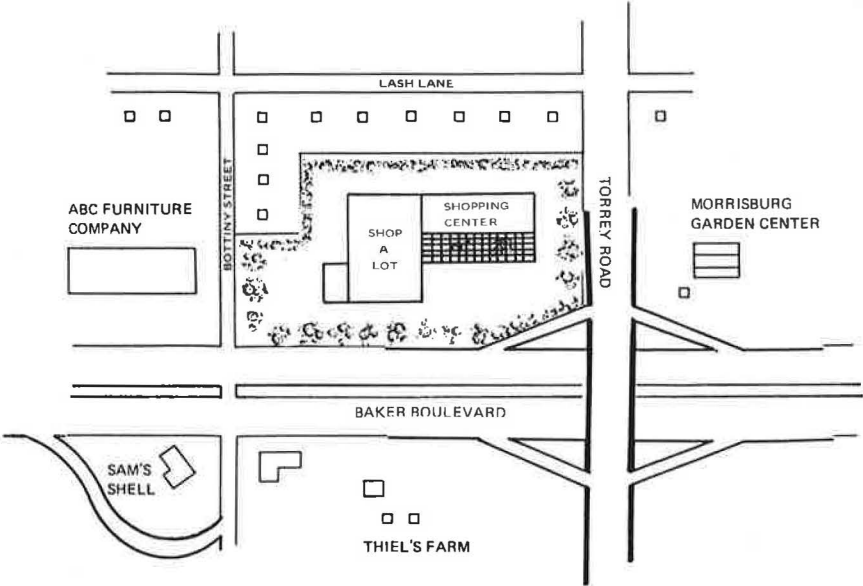 LASH LANE
BOTTINY STREET
ABC FURNITURE
COMPANY
SHOP
A
LOT
SHOPPING
CENTER
TORREY ROAD
MORRISBURG
GARDEN CENTER
BAKER BOULEVARD
SAM'S
SHELL
THIEL'S FARM